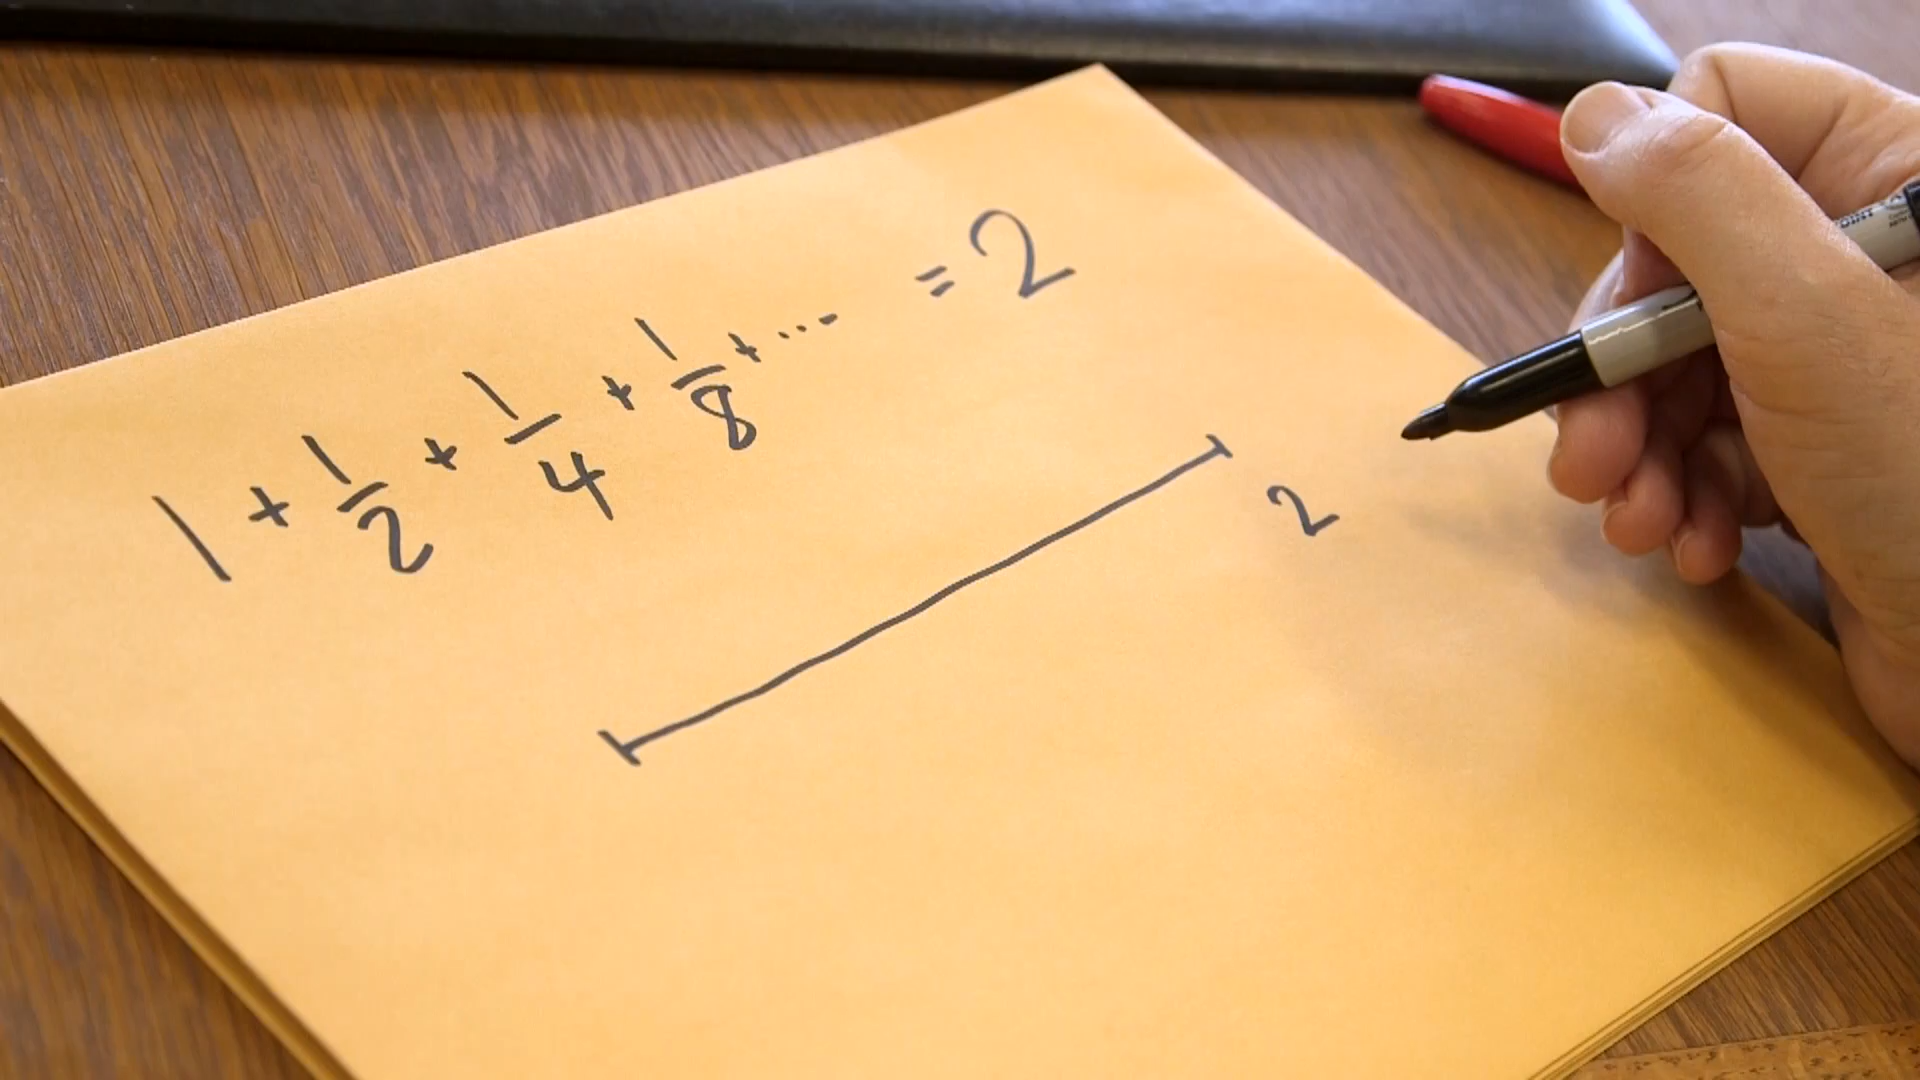 1 + 1/2 + 1/4 + 1/8 + ... = 2
2